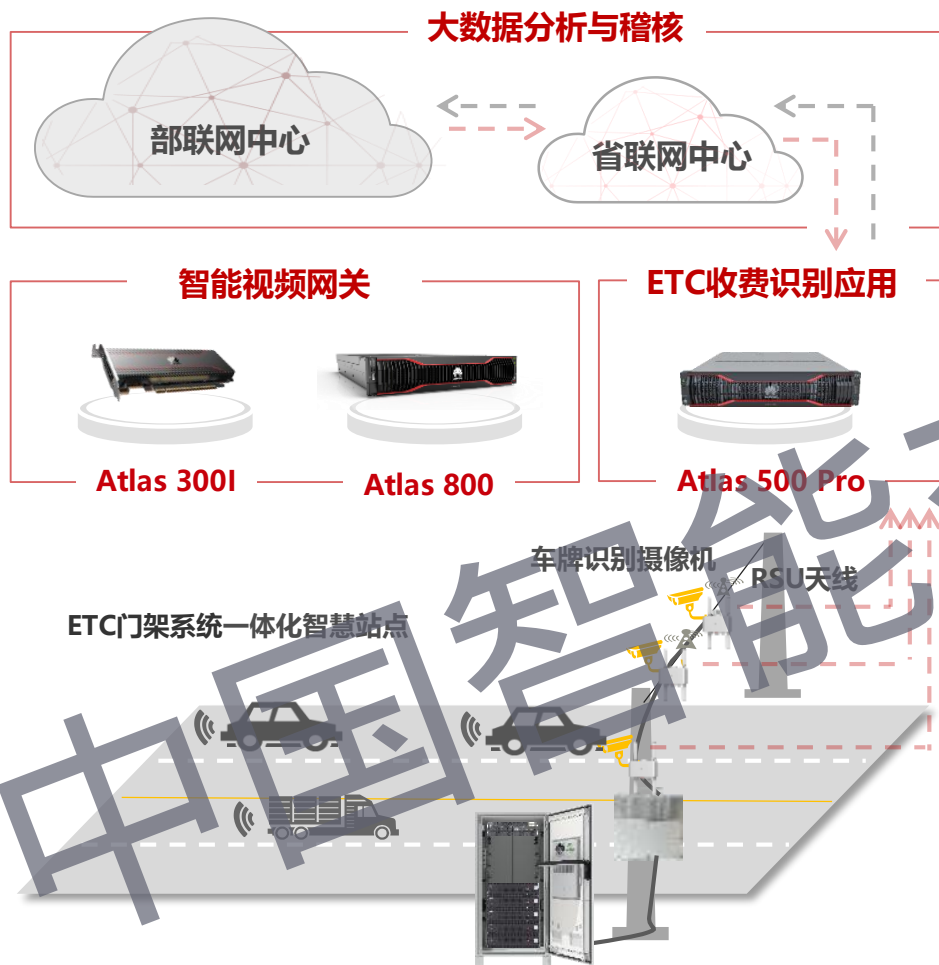 大数据分析与稽核
部联网中心
省联网中心
智能视频网关
ETC收费识别应用
Atlas 300I
Atlas 800
Atlas 500 Pro
车牌识别摄像机
RSU天线
ETC门架系统一体化智慧站点
中国智能